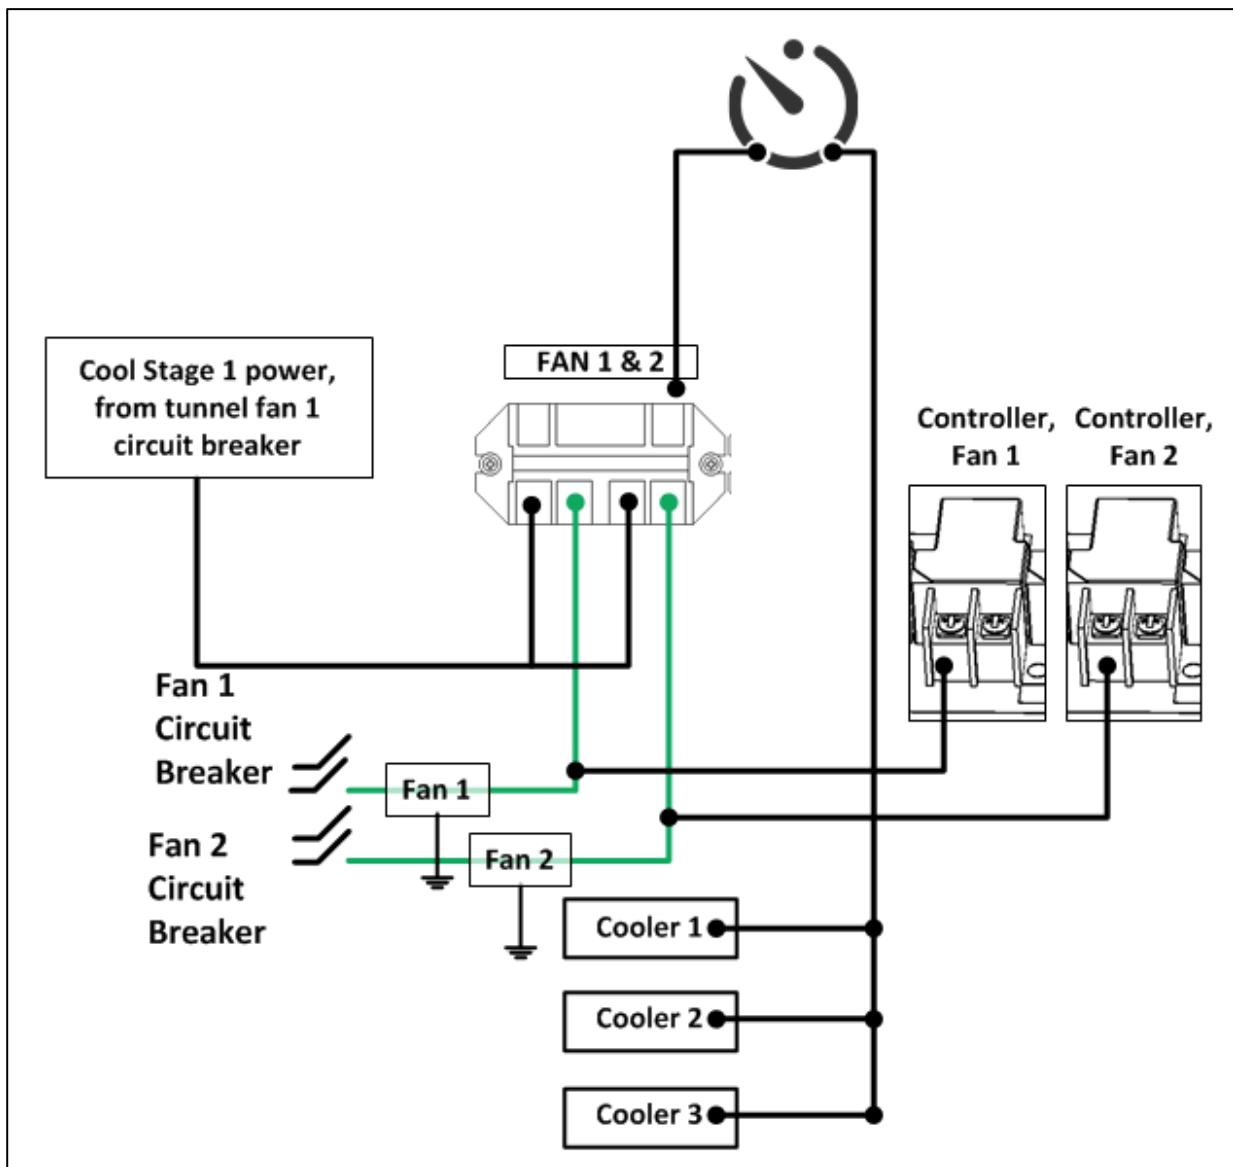 FAN 1 & 2
Cool Stage 1 power,
from tunnel fan 1
circuit breaker
Controller,
Fan 1
Controller,
Fan 2
Fan 1
Circuit
Breaker
Fan 1
Fan 2
Circuit
Breaker
Fan 2
Cooler 1
Cooler 2
Cooler 3